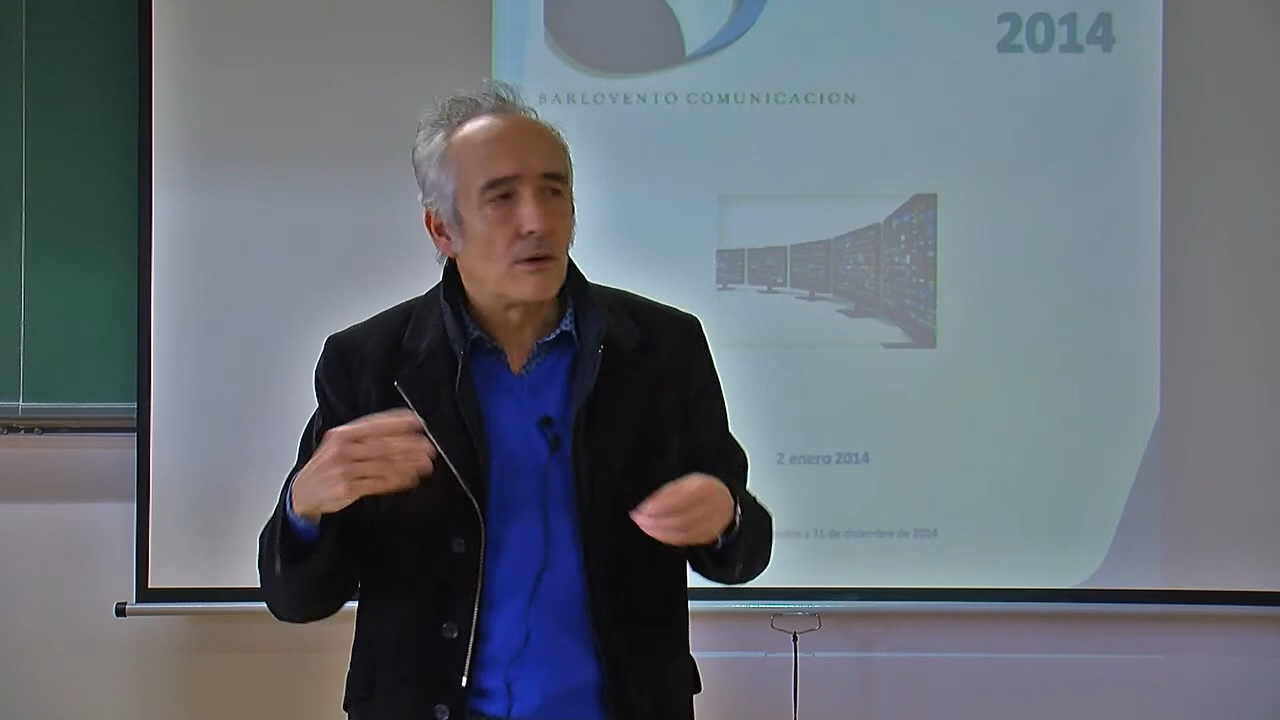 2014
BARLOVENTO COMUNICACION
2 enero 2014
a 31 de diciembre de 2014